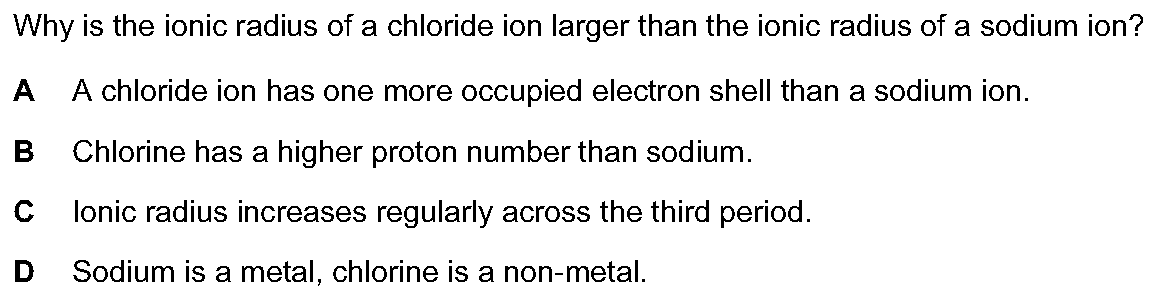 Why is the ionic radius of a chloride ion larger than the ionic radius of a sodium ion?
A A chloride ion has one more occupied electron shell than a sodium ion.
B Chlorine has a higher proton number than sodium.
C Ionic radius increases regularly across the third period.
D Sodium is a metal, chlorine is a non-metal.